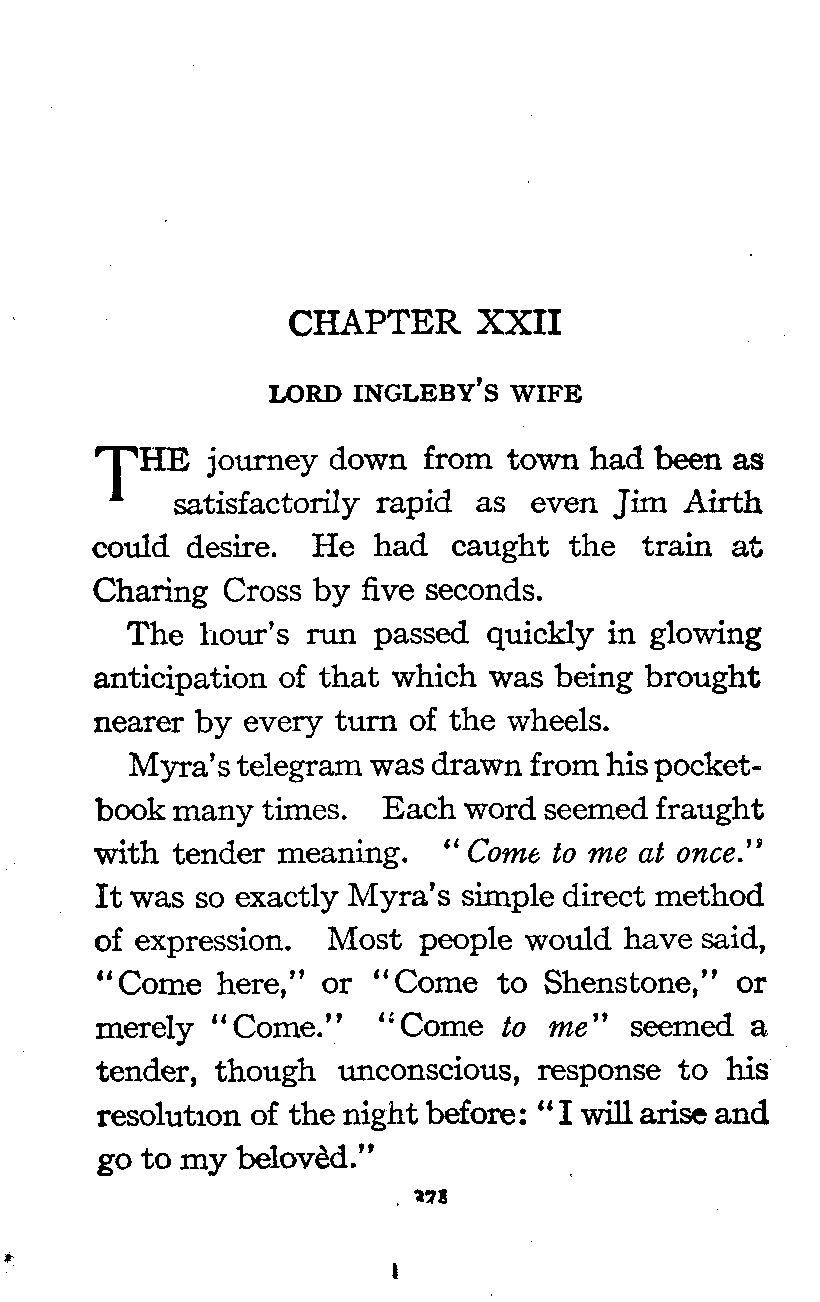 CHAPTER XXII
LORD INGLEBY'S WIFE
THE journey down from town had been as
satisfactorily rapid as even Jim Airth
could desire. He had caught the train at
Charing Cross by five seconds.
The hour's run passed quickly in glowing
anticipation of that which was being brought
nearer by every turn of the wheels.
Myra's telegram was drawn from his pocket-
book many times. Each word seemed fraught
with tender meaning. "Come to me at once."
It was so exactly Myra's simple direct method
of expression. Most people would have said,
"Come here," or "Come to Shenstone," or
merely "Come." "Come to me" seemed a
tender, though unconscious, response to his
resolution of the night before: "I will arise and
go to my belovèd."